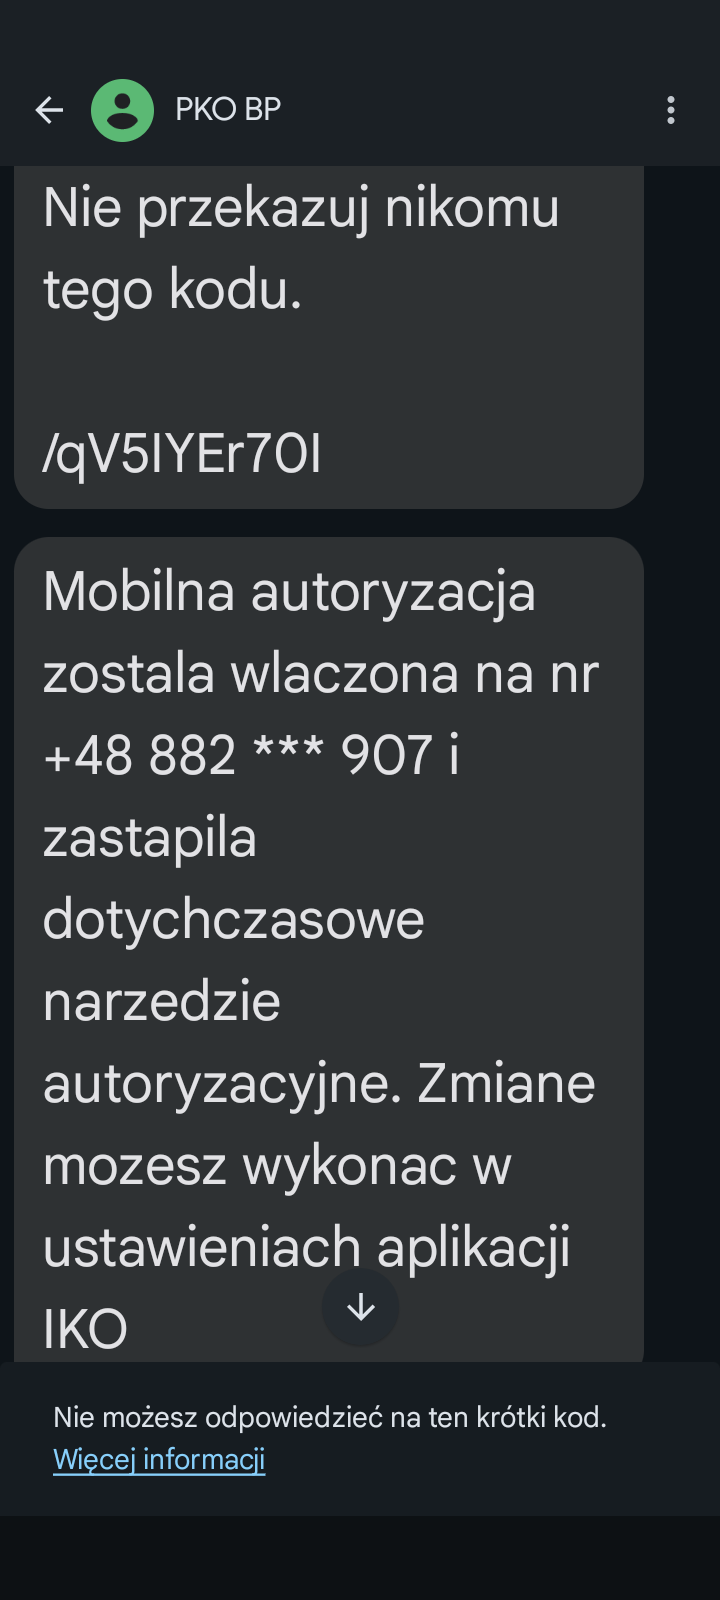 PKO BP
Nie przekazuj nikomu
tego kodu.
/qV5IYEr70I
Mobilna autoryzacja
zostala wlaczona na nr
+48 882 *** 907 i
zastapila
dotychczasowe
narzedzie
autoryzacyjne. Zmiane
mozesz wykonac w
ustawieniach aplikacji
IKO
Nie możesz odpowiedzieć na ten krótki kod.
Więcej informacji